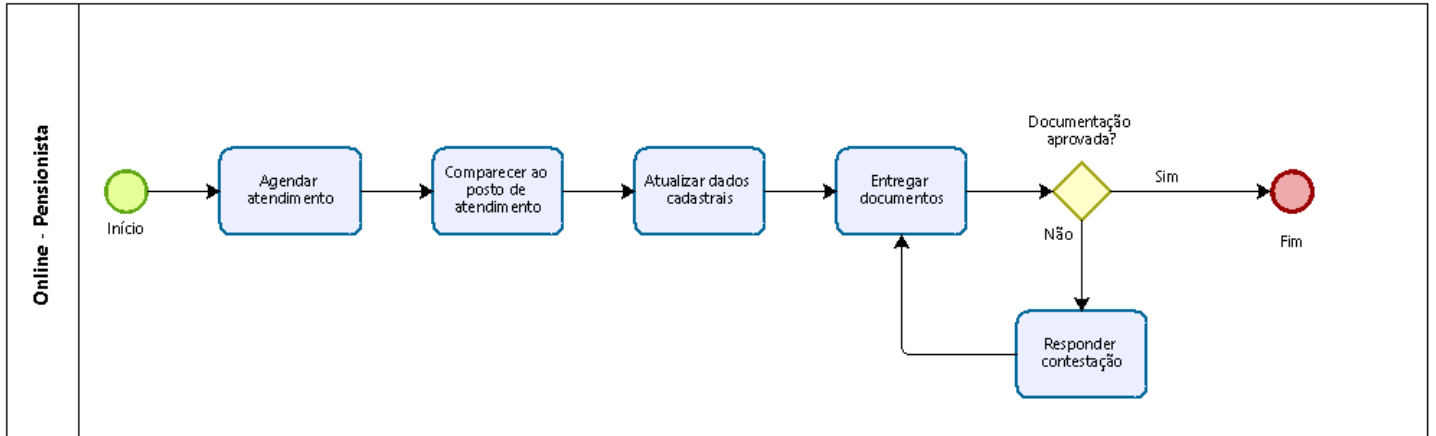 Online - Pensionista
Início
Agendar
atendimento
Comparecer ao
posto de
atendimento
Atualizar dados
cadastrais
Entregar
documentos
Documentação
aprovada?
Sim
Não
Fim
Responder
contestação